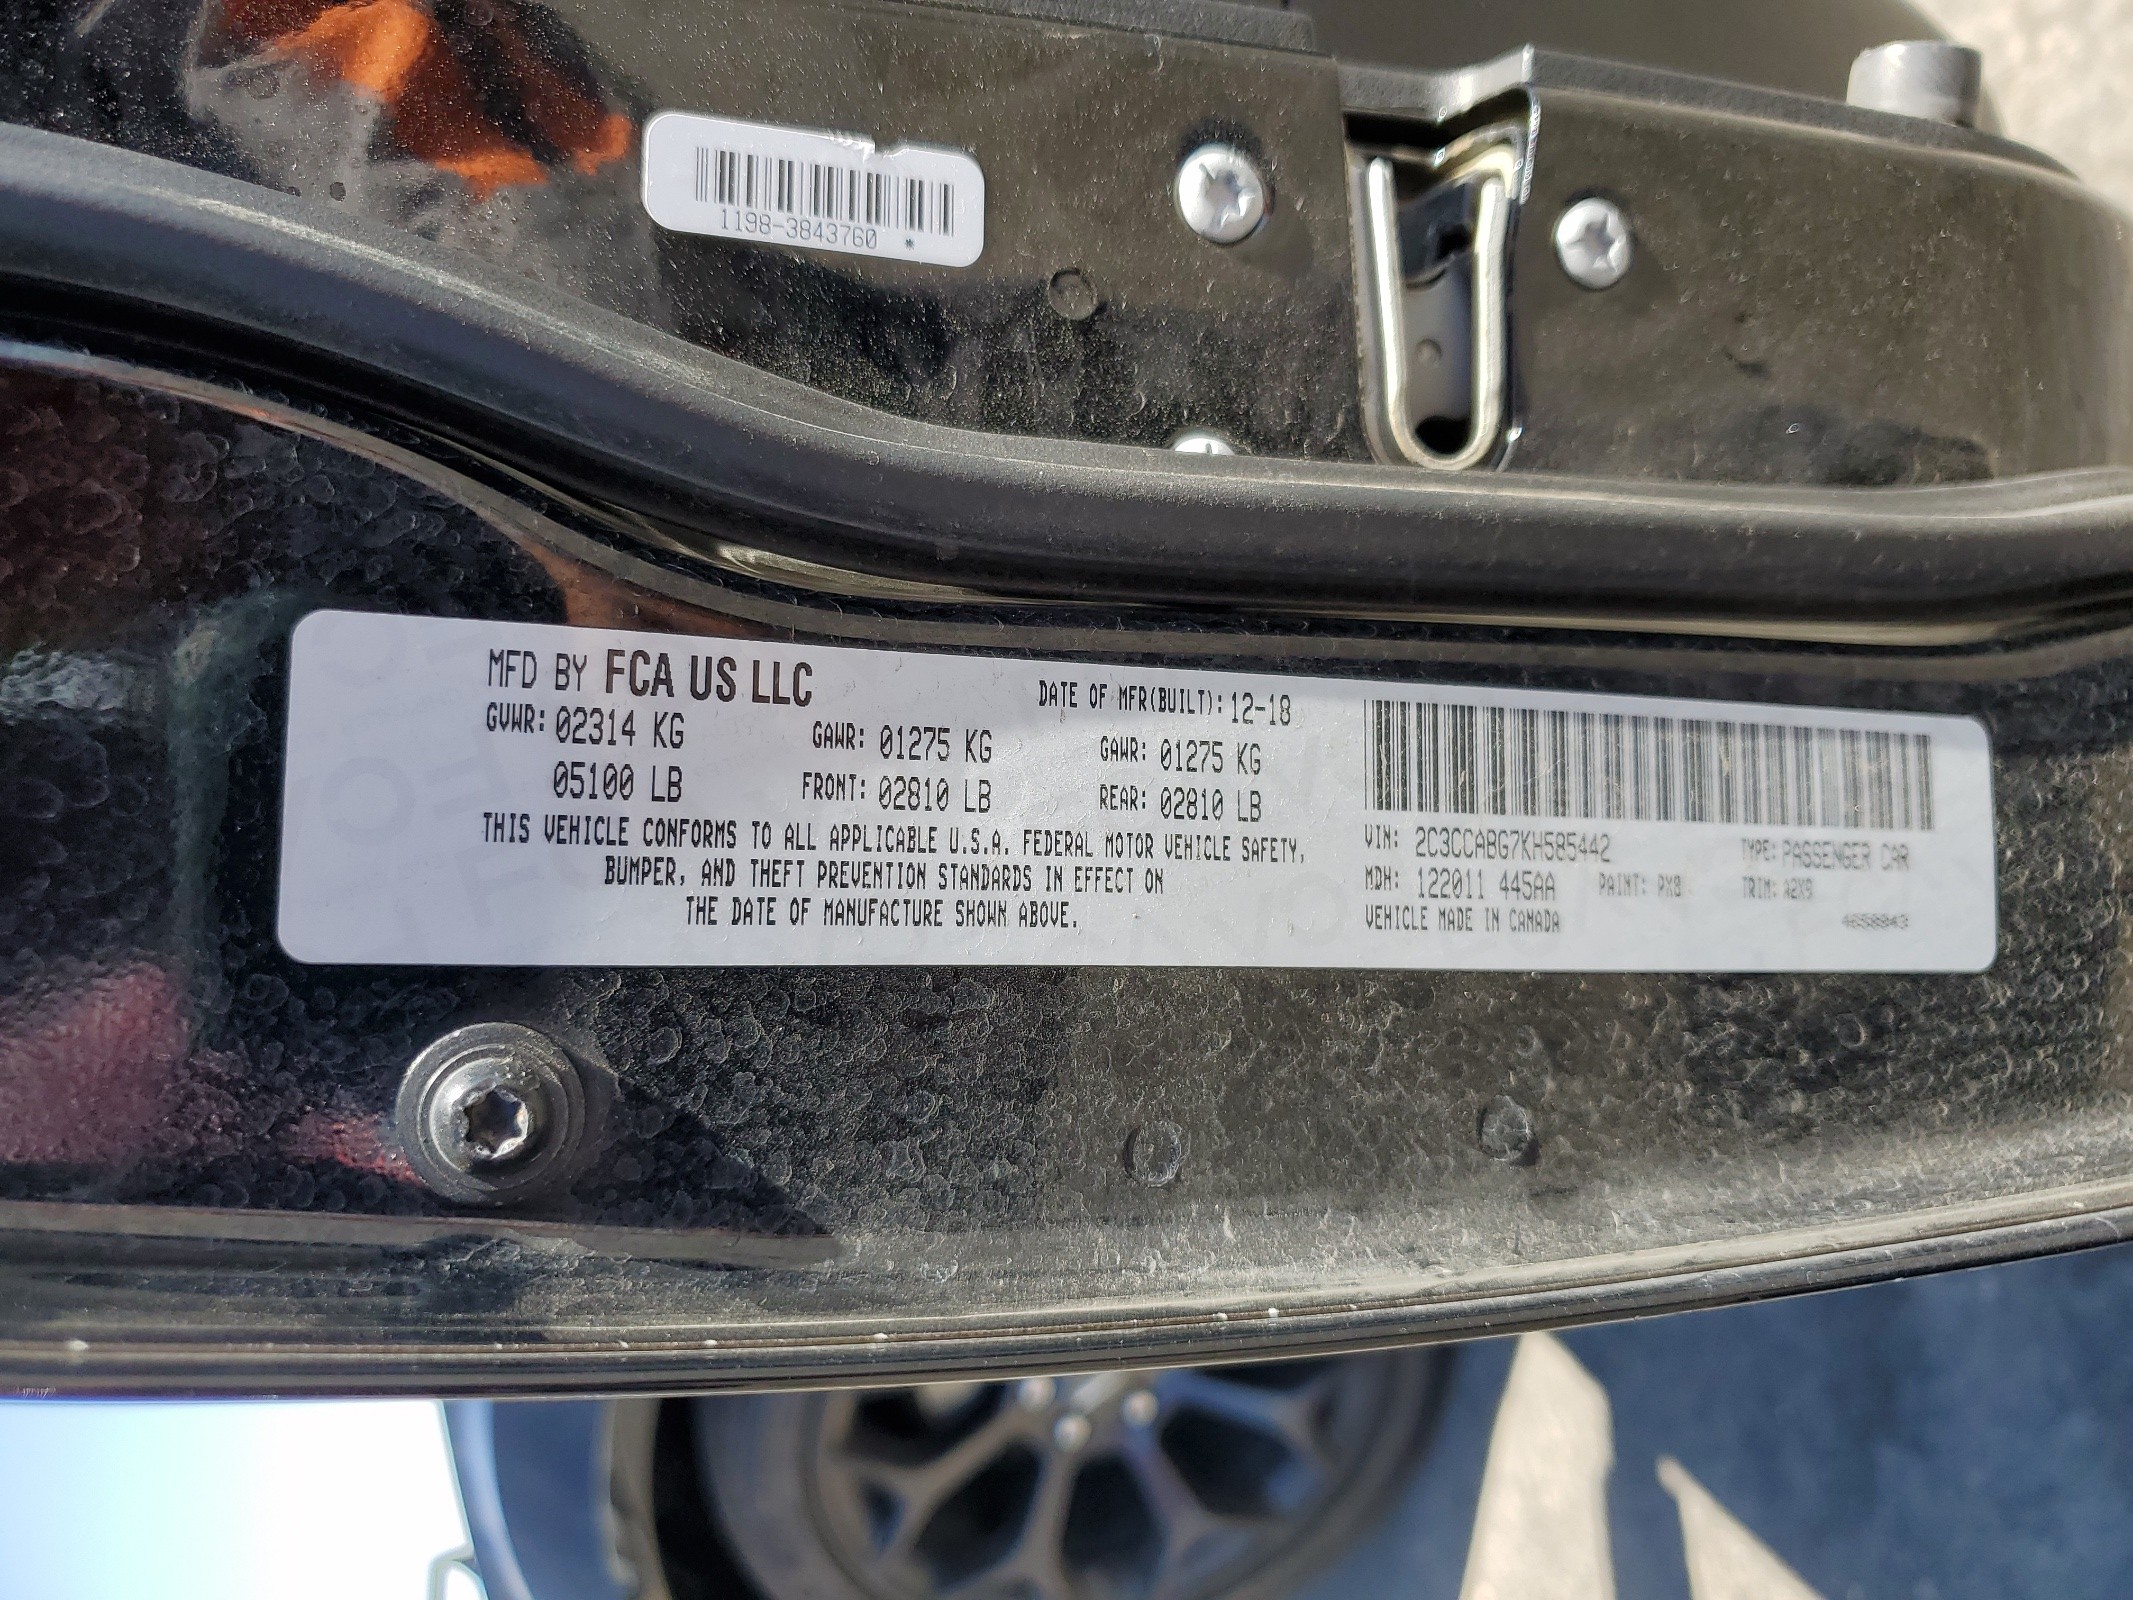 1198-3843760 *
MFD BY FCA US LLC DATE OF MFR(BUILT): 12-18
GVWR: 02314 KG GAWR: 01275 KG GAWR: 01275 KG
05100 LB FRONT: 02810 LB REAR: 02810 LB
THIS VEHICLE CONFORMS TO ALL APPLICABLE U.S.A. FEDERAL MOTOR VEHICLE SAFETY,
BUMPER, AND THEFT PREVENTION STANDARDS IN EFFECT ON
THE DATE OF MANUFACTURE SHOWN ABOVE.
VIN: 2C3CCABG7KH585442 TYPE: PASSENGER CAR
MDH: 122011 445AA PAINT: PX8 TRIM: A2X9
VEHICLE MADE IN CANADA